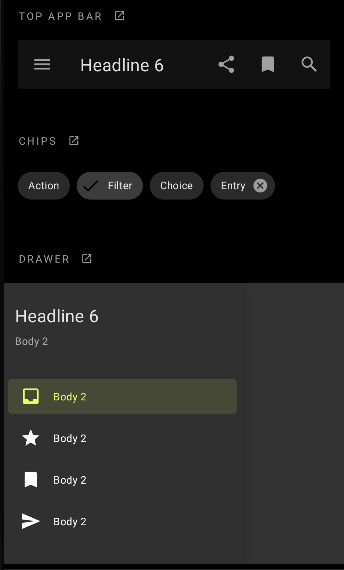 TOP APP BAR
Headline 6
CHIPS
Action Filter Choice Entry
DRAWER
Headline 6
Body 2
Body 2
Body 2
Body 2
Body 2